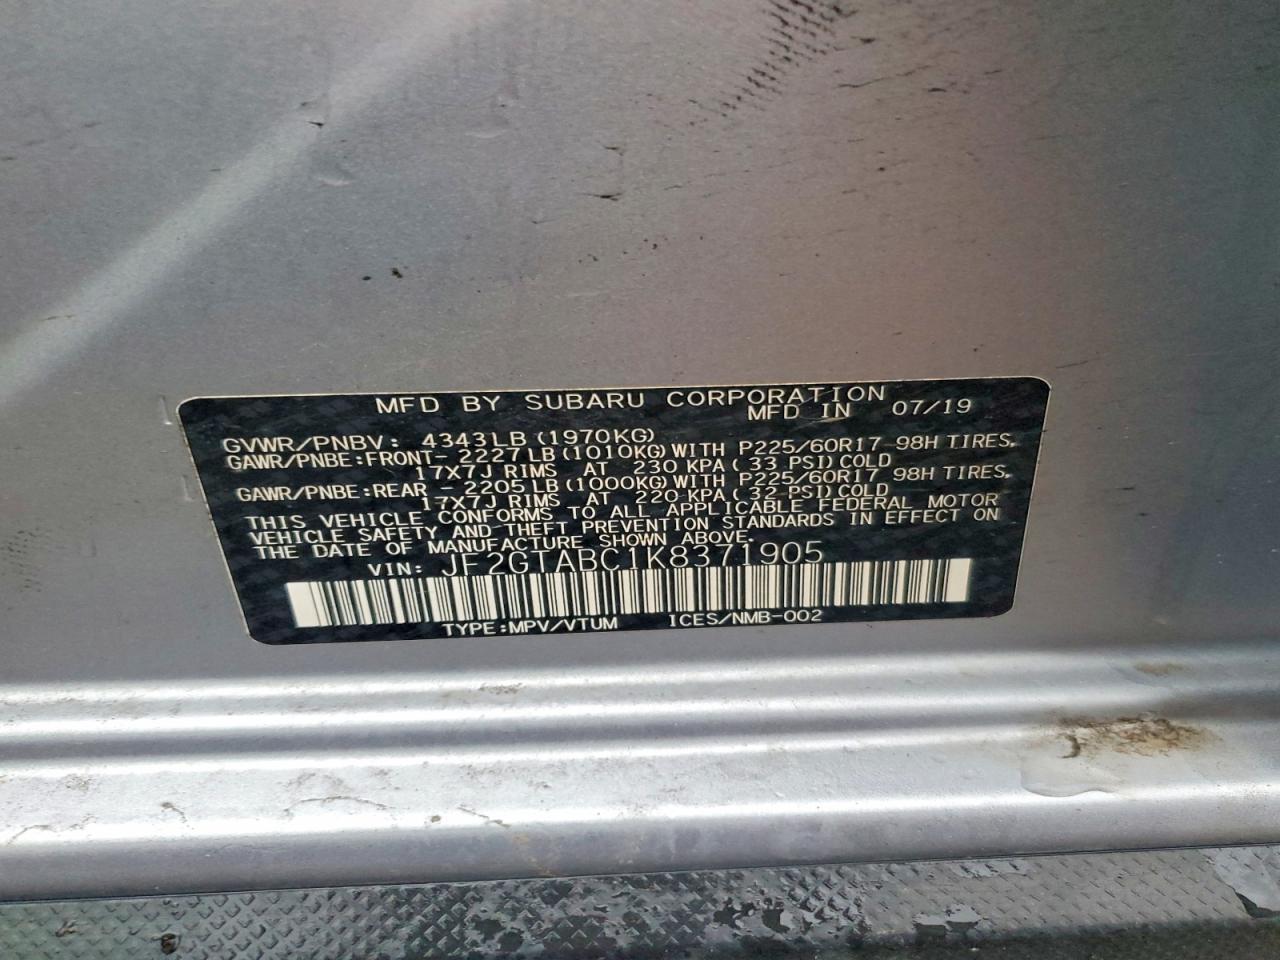 MFD BY SUBARU CORPORATION
MFD IN 07/19
GVWR/PNBV: 4343LB(1970KG)
GAWR/PNBE:FRONT- 2227LB(1010KG)WITH P225/60R17 98H TIRES.
17X7J RIMS AT 230 KPA(33 PSI)COLD
GAWR/PNBE:REAR -2205LB(1000KG)WITH P225/60R17 98H TIRES.
17X7J RIMS AT 220 KPA(32 PSI)COLD
THIS VEHICLE CONFORMS TO ALL APPLICABLE FEDERAL MOTOR
VEHICLE SAFETY AND THEFT PREVENTION STANDARDS IN EFFECT ON
THE DATE OF MANUFACTURE SHOWN ABOVE.
VIN: JF2GTABC1K8371905
TYPE:MPV/VTUM ICES/NMB-002